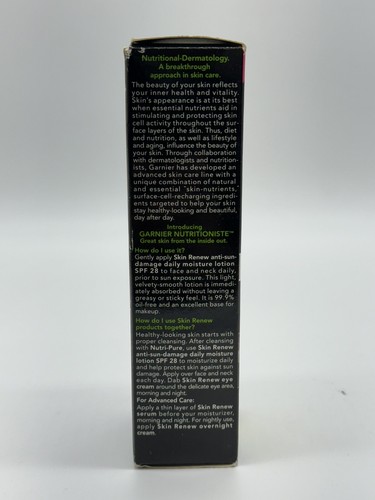 Nutritional-Dermatology.
A breakthrough
approach in skin care.
The beauty of your skin reflects
your inner health and vitality.
Skin's appearance is at its best
when essential nutrients aid in
stimulating and protecting skin
cell activity throughout the sur-
face layers of the skin. Thus, diet
and nutrition, as well as lifestyle
and aging, influence the beauty of
your skin. Through collaboration
with dermatologists and nutrition-
ists, Garnier has developed an
advanced skin care line with a
unique combination of natural
and essential "skin-nutrients,"
surface-cell-recharging ingredi-
ents targeted to help your skin
stay healthy-looking and beautiful,
day after day.
Introducing
GARNIER NUTRITIONISTE™
Great skin from the inside out.
How do I use it?
Gently apply Skin Renew anti-sun-
damage daily moisture lotion
SPF 28 to face and neck daily,
prior to sun exposure. This light,
velvety-smooth lotion is immedi-
ately absorbed without leaving a
greasy or sticky feel. It is 99.9%
oil-free and an excellent base for
makeup.
How do I use Skin Renew
products together?
Healthy-looking skin starts with
proper cleansing. After cleansing
with Nutri-Pure, use Skin Renew
anti-sun-damage daily moisture
lotion SPF 28 to moisturize daily
and help protect skin against sun
damage. Apply over face and neck
each day. Dab Skin Renew eye
cream around the delicate eye area,
morning and night.
For Advanced Care:
Apply a thin layer of Skin Renew
serum before your moisturizer,
morning and night. For nightly use,
apply Skin Renew overnight
cream.